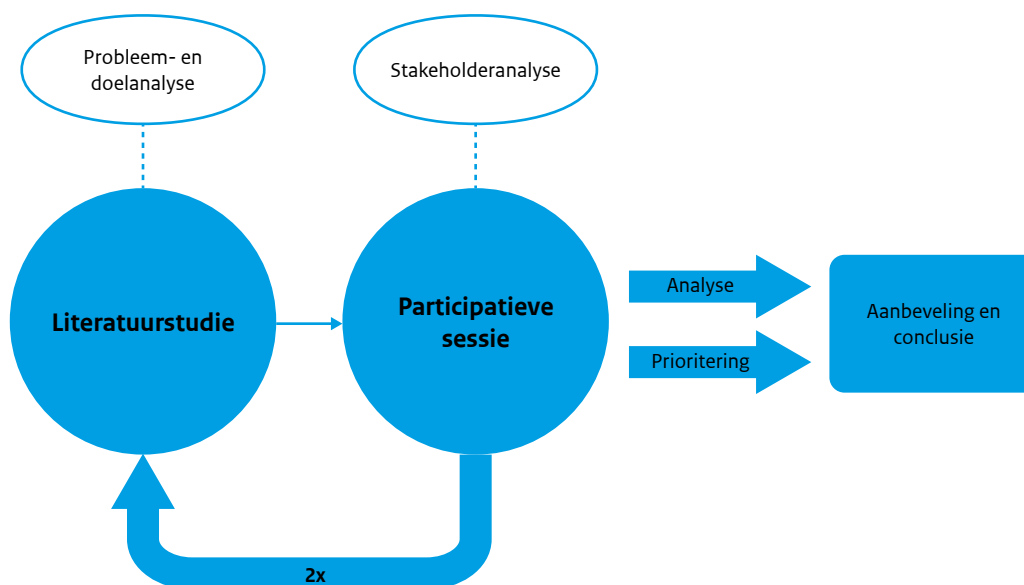 Probleem- en
doelanalyse
Stakeholderanalyse
Literatuurstudie
Participatieve
sessie
Analyse
Prioritering
Aanbeveling en
conclusie
2x